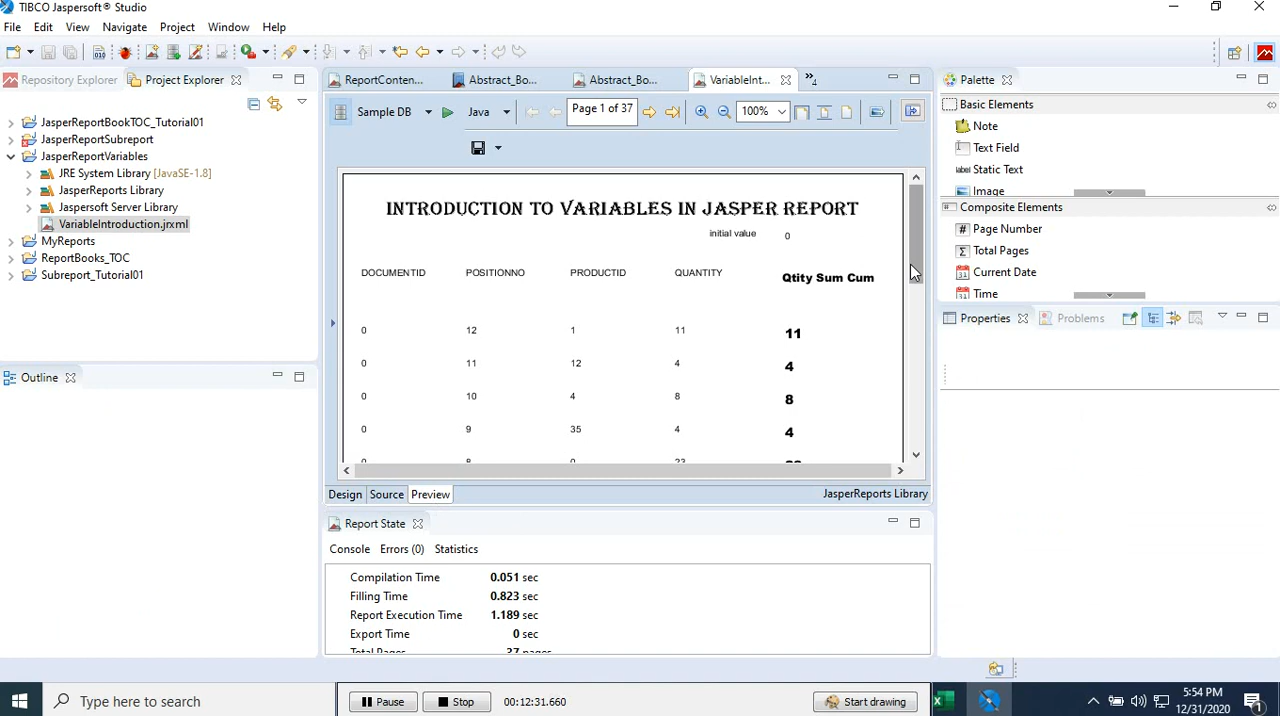 TIBCO Jaspersoft® Studio
File Edit View Navigate Project Window Help
Repository Explorer Project Explorer
ReportConten... Abstract_Bo... Abstract_Bo... VariableInt... »4
Palette
Basic Elements
Note
Text Field
label Static Text
Image
Composite Elements
# Page Number
Σ Total Pages
Current Date
Time
JasperReportBookTOC_Tutorial01
JasperReportSubreport
JasperReportVariables
JRE System Library [JavaSE-1.8]
JasperReports Library
Jaspersoft Server Library
VariableIntroduction.jrxml
MyReports
ReportBooks_TOC
Subreport_Tutorial01
Sample DB Java Page 1 of 37 100%
INTRODUCTION TO VARIABLES IN JASPER REPORT
initial value 0
DOCUMENTID POSITIONNO PRODUCTID QUANTITY Qtity Sum Cum
0 12 1 11 11
0 11 12 4 4
0 10 4 8 8
0 9 35 4 4
Properties Problems
Outline
Design Source Preview JasperReports Library
Report State
Console Errors (0) Statistics
Compilation Time 0.051 sec
Filling Time 0.823 sec
Report Execution Time 1.189 sec
Export Time 0 sec
Total Pages 37 pages
Type here to search
Pause Stop 00:12:31.660 Start drawing
5:54 PM
12/31/2020
1